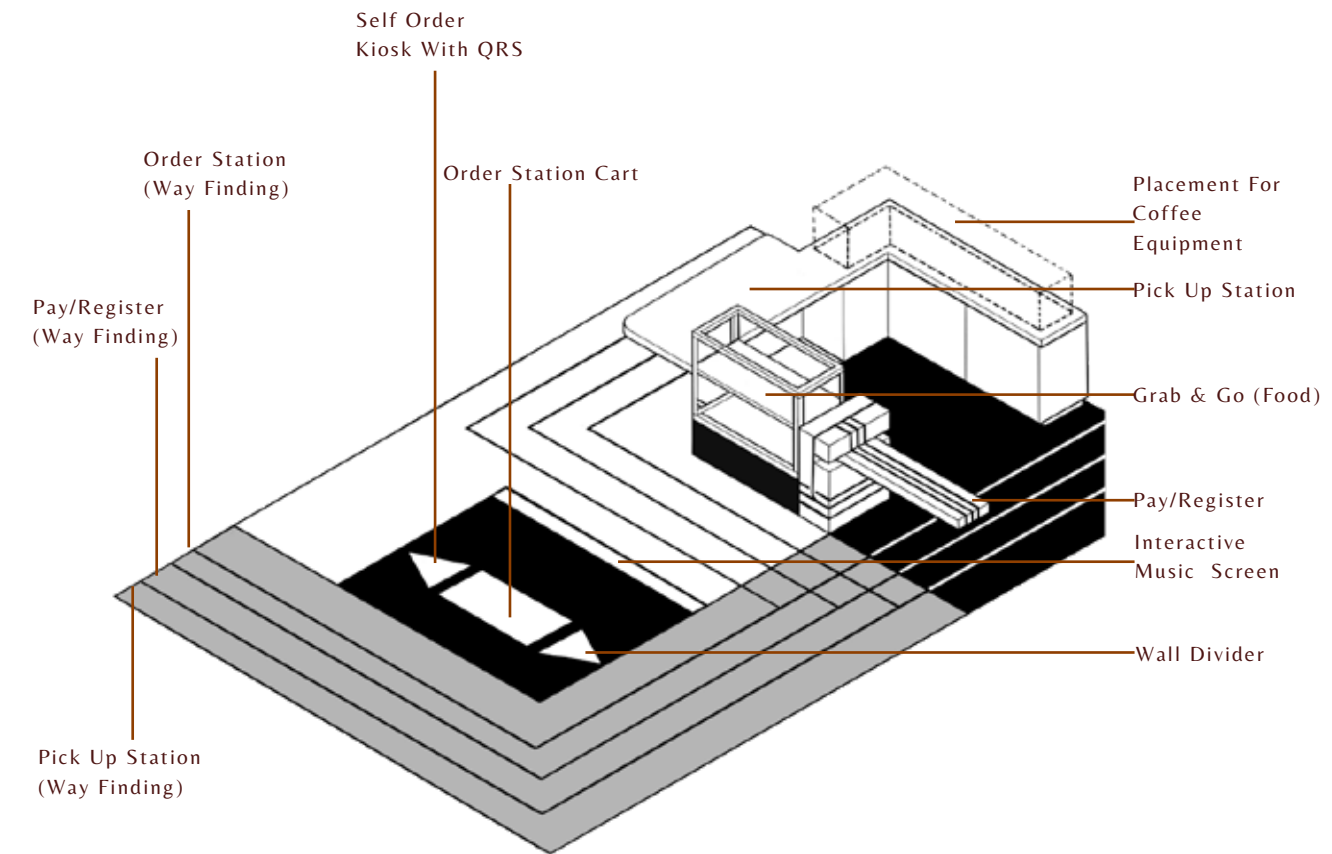 Self Order
Kiosk With QRS
Order Station
(Way Finding)
Order Station Cart
Placement For
Coffee
Equipment
Pick Up Station
Pay/Register
(Way Finding)
Grab & Go (Food)
Pay/Register
Interactive
Music Screen
Wall Divider
Pick Up Station
(Way Finding)